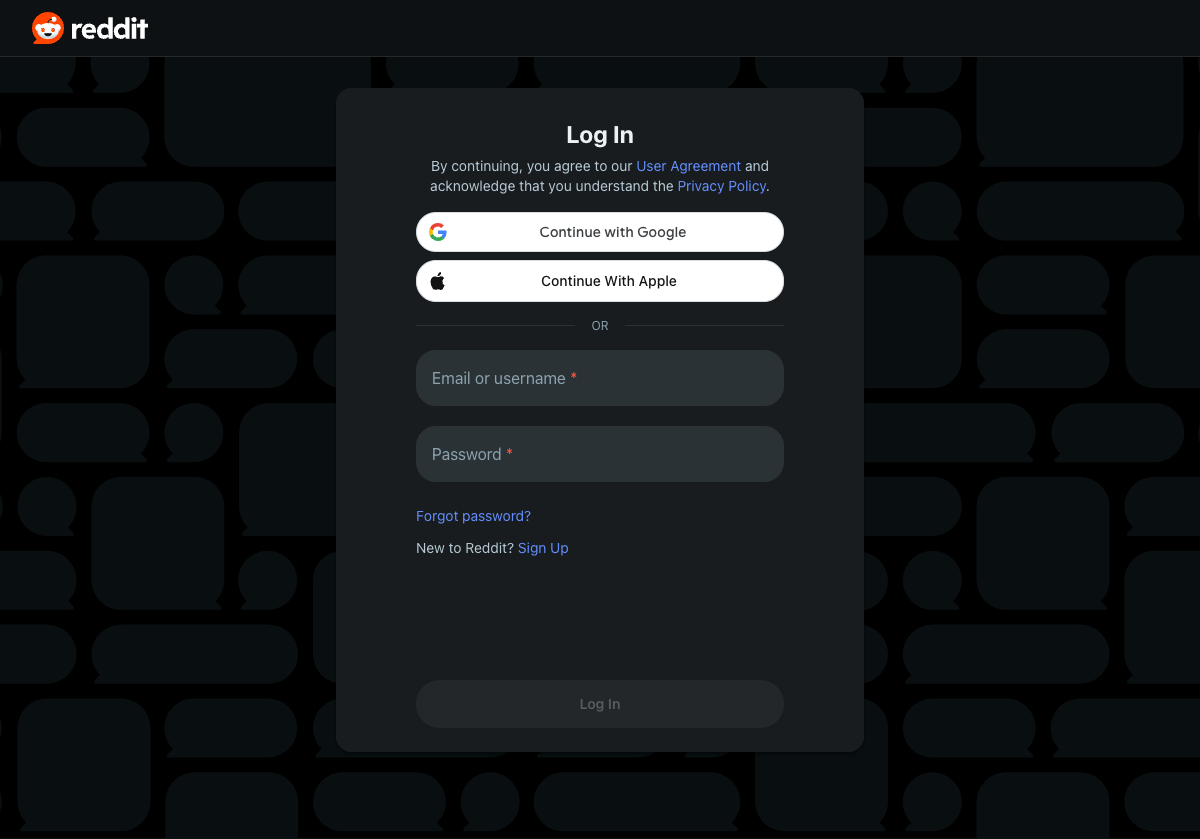 reddit
Log In
By continuing, you agree to our User Agreement and
acknowledge that you understand the Privacy Policy.
Continue with Google
Continue With Apple
OR
Email or username *
Password *
Forgot password?
New to Reddit? Sign Up
Log In